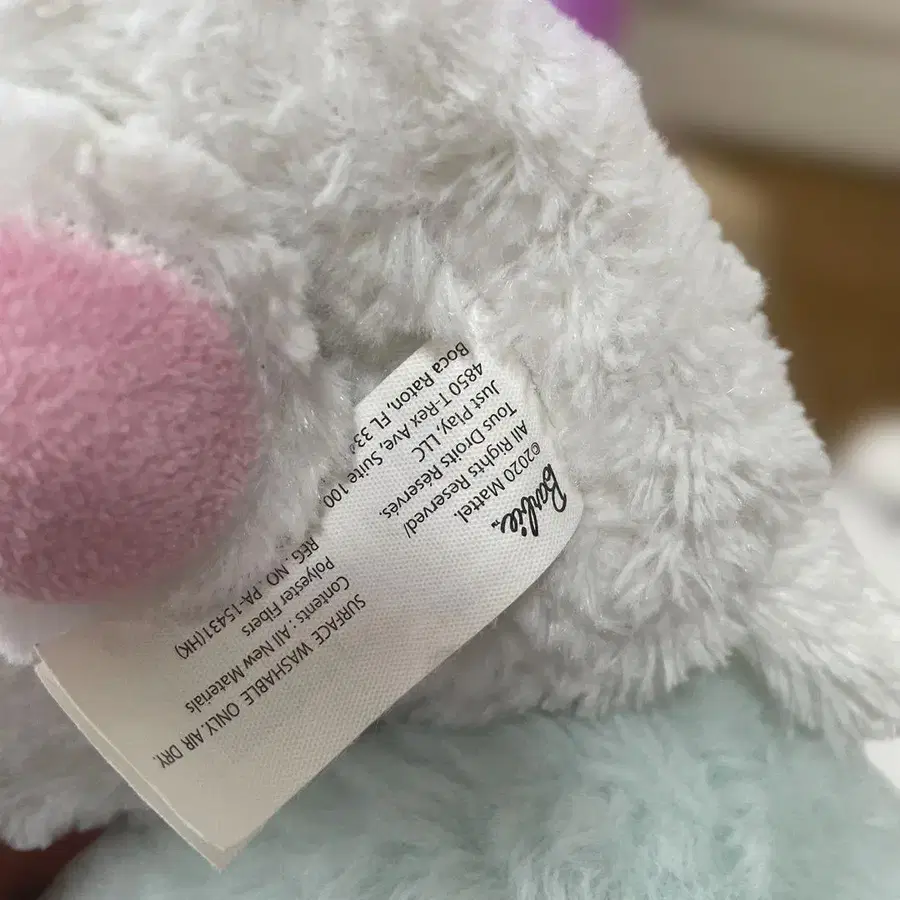 Barbie™
©2020 Mattel.
All Rights Reserved/
Tous Droits Réservés.
Just Play, LLC
4850 T-Rex Ave, Suite 100
Boca Raton, FL
REG. NO. PA-15431(HK)
Polyester Fibers
Contents : All New Materials
SURFACE WASHABLE ONLY. AIR DRY.